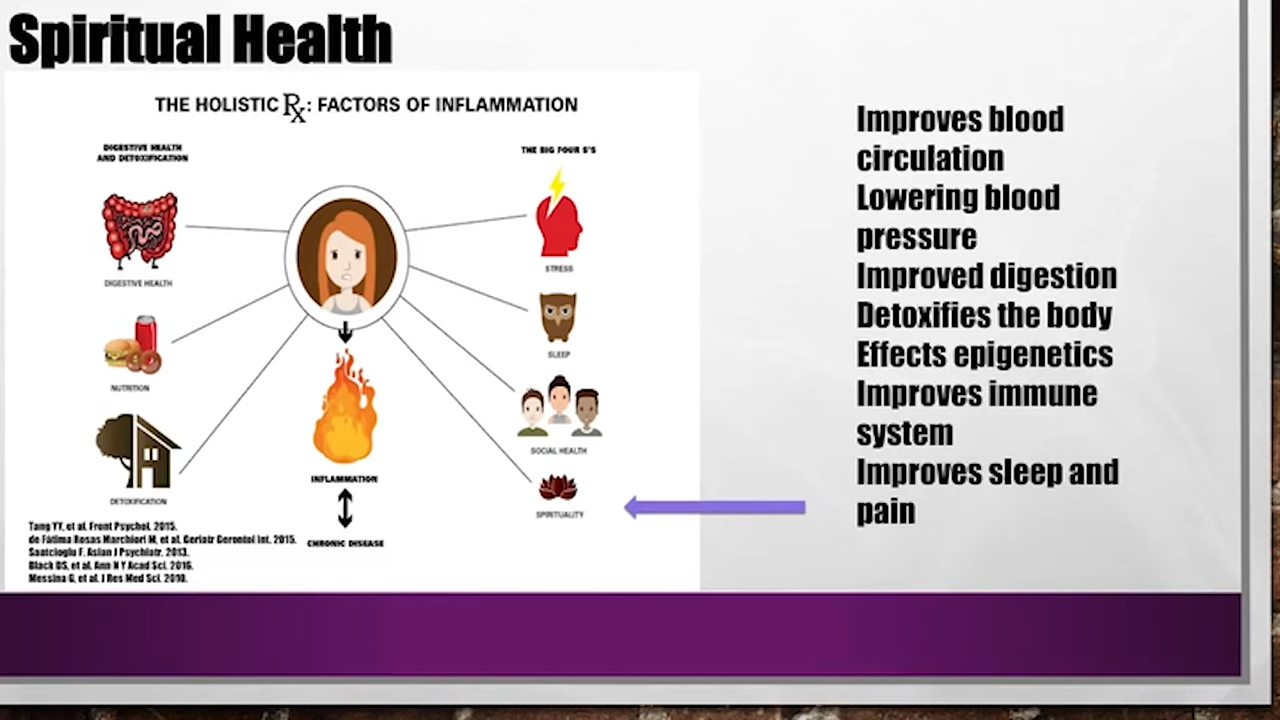 Spiritual Health
THE HOLISTIC Rx: FACTORS OF INFLAMMATION
DIGESTIVE HEALTH
AND DETOXIFICATION
THE BIG FOUR S'S
DIGESTIVE HEALTH
STRESS
NUTRITION
SLEEP
SOCIAL HEALTH
DETOXIFICATION
INFLAMMATION
SPIRITUALITY
CHRONIC DISEASE
Tang YY, et al. Front Psychol. 2015.
de Fátima Rosas Marchiori M, et al. Geriatr Gerontol Int. 2015.
Saatcioglu F. Asian J Psychiatr. 2013.
Black DS, et al. Ann N Y Acad Sci. 2016.
Messina G, et al. J Res Med Sci. 2010.
Improves blood
circulation
Lowering blood
pressure
Improved digestion
Detoxifies the body
Effects epigenetics
Improves immune
system
Improves sleep and
pain